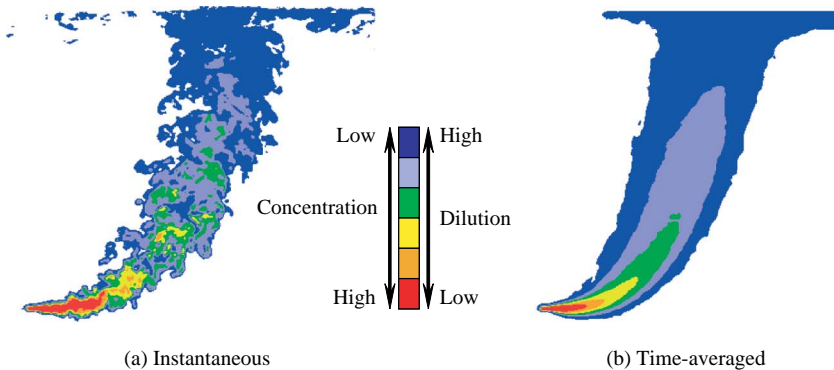 Low
High
Concentration
Dilution
High
Low
(a) Instantaneous
(b) Time-averaged